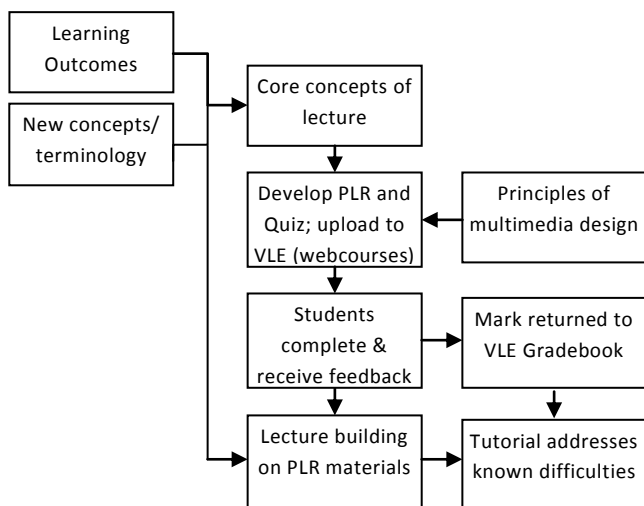 Learning
Outcomes
New concepts/
terminology
Core concepts of
lecture
Develop PLR and
Quiz; upload to
VLE (webcourses)
Principles of
multimedia design
Students
complete &
receive feedback
Mark returned to
VLE Gradebook
Lecture building
on PLR materials
Tutorial addresses
known difficulties